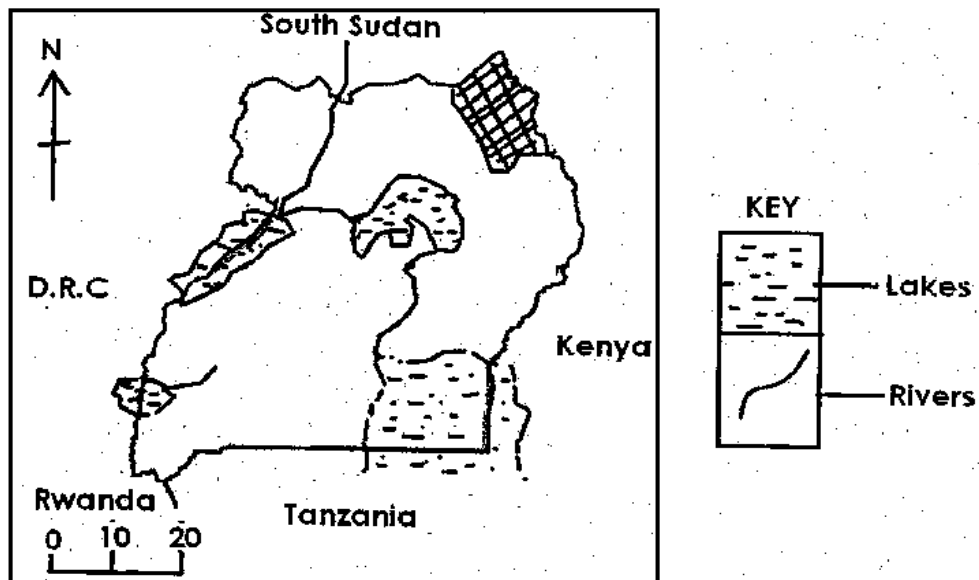 South Sudan
N
KEY
D.R.C
Lakes
Kenya
Rivers
Rwanda
Tanzania
0 10 20